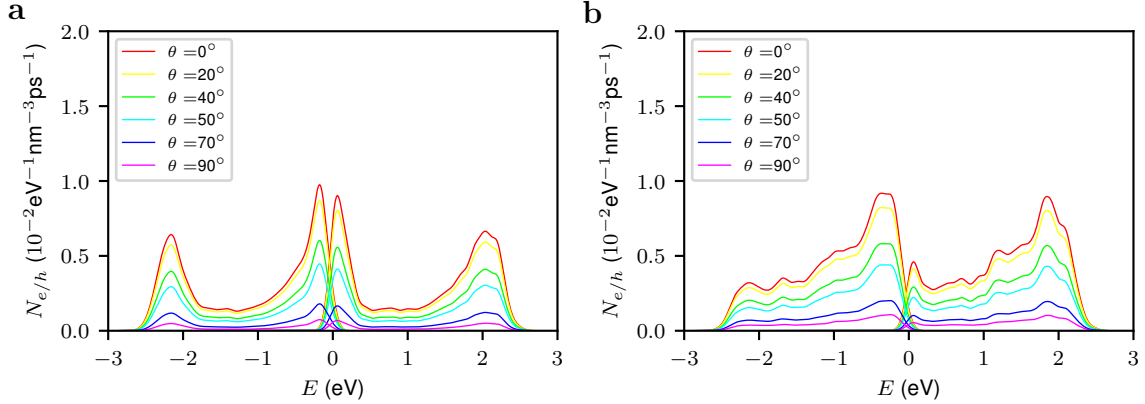 a
2.0
1.5
1.0
0.5
0.0
N_{e/h} (10^{−2}eV^{−1}nm^{−3}ps^{−1})
θ =0°
θ =20°
θ =40°
θ =50°
θ =70°
θ =90°
−3 −2 −1 0 1 2 3
E (eV)
b
2.0
1.5
1.0
0.5
0.0
N_{e/h} (10^{−2}eV^{−1}nm^{−3}ps^{−1})
θ =0°
θ =20°
θ =40°
θ =50°
θ =70°
θ =90°
−3 −2 −1 0 1 2 3
E (eV)